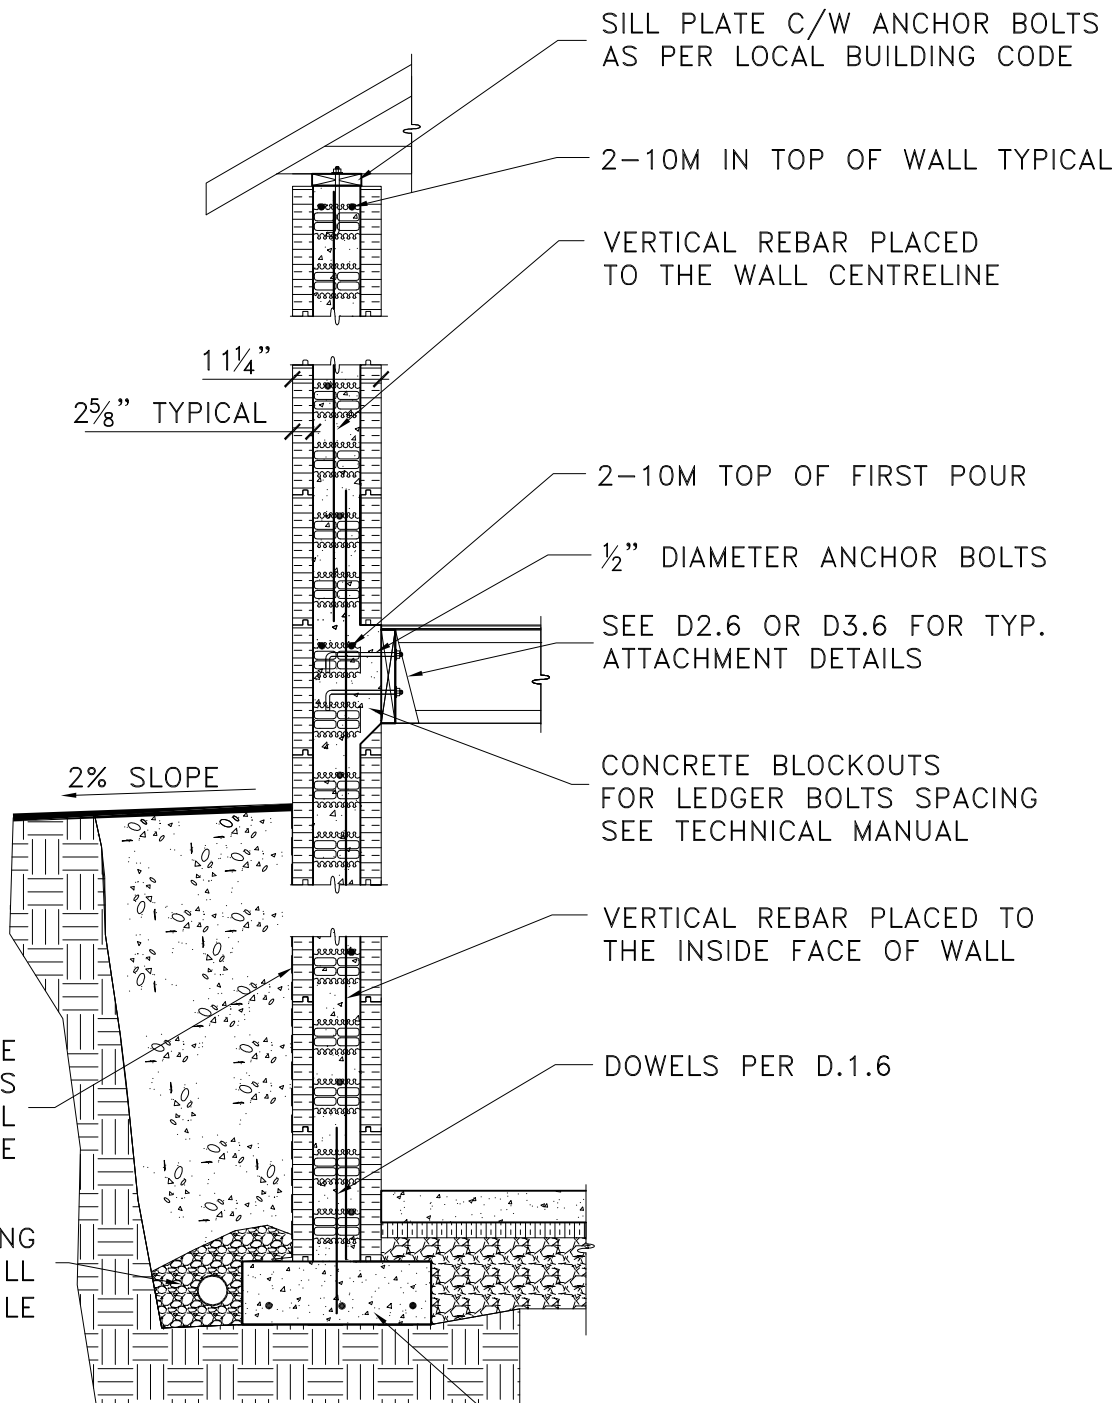 SILL PLATE C/W ANCHOR BOLTS
AS PER LOCAL BUILDING CODE
2-10M IN TOP OF WALL TYPICAL
VERTICAL REBAR PLACED
TO THE WALL CENTRELINE
11¼"
2⅝" TYPICAL
2-10M TOP OF FIRST POUR
½" DIAMETER ANCHOR BOLTS
SEE D2.6 OR D3.6 FOR TYP.
ATTACHMENT DETAILS
2% SLOPE
CONCRETE BLOCKOUTS
FOR LEDGER BOLTS SPACING
SEE TECHNICAL MANUAL
VERTICAL REBAR PLACED TO
THE INSIDE FACE OF WALL
E
S
L
E
DOWELS PER D.1.6
NG
LL
LE